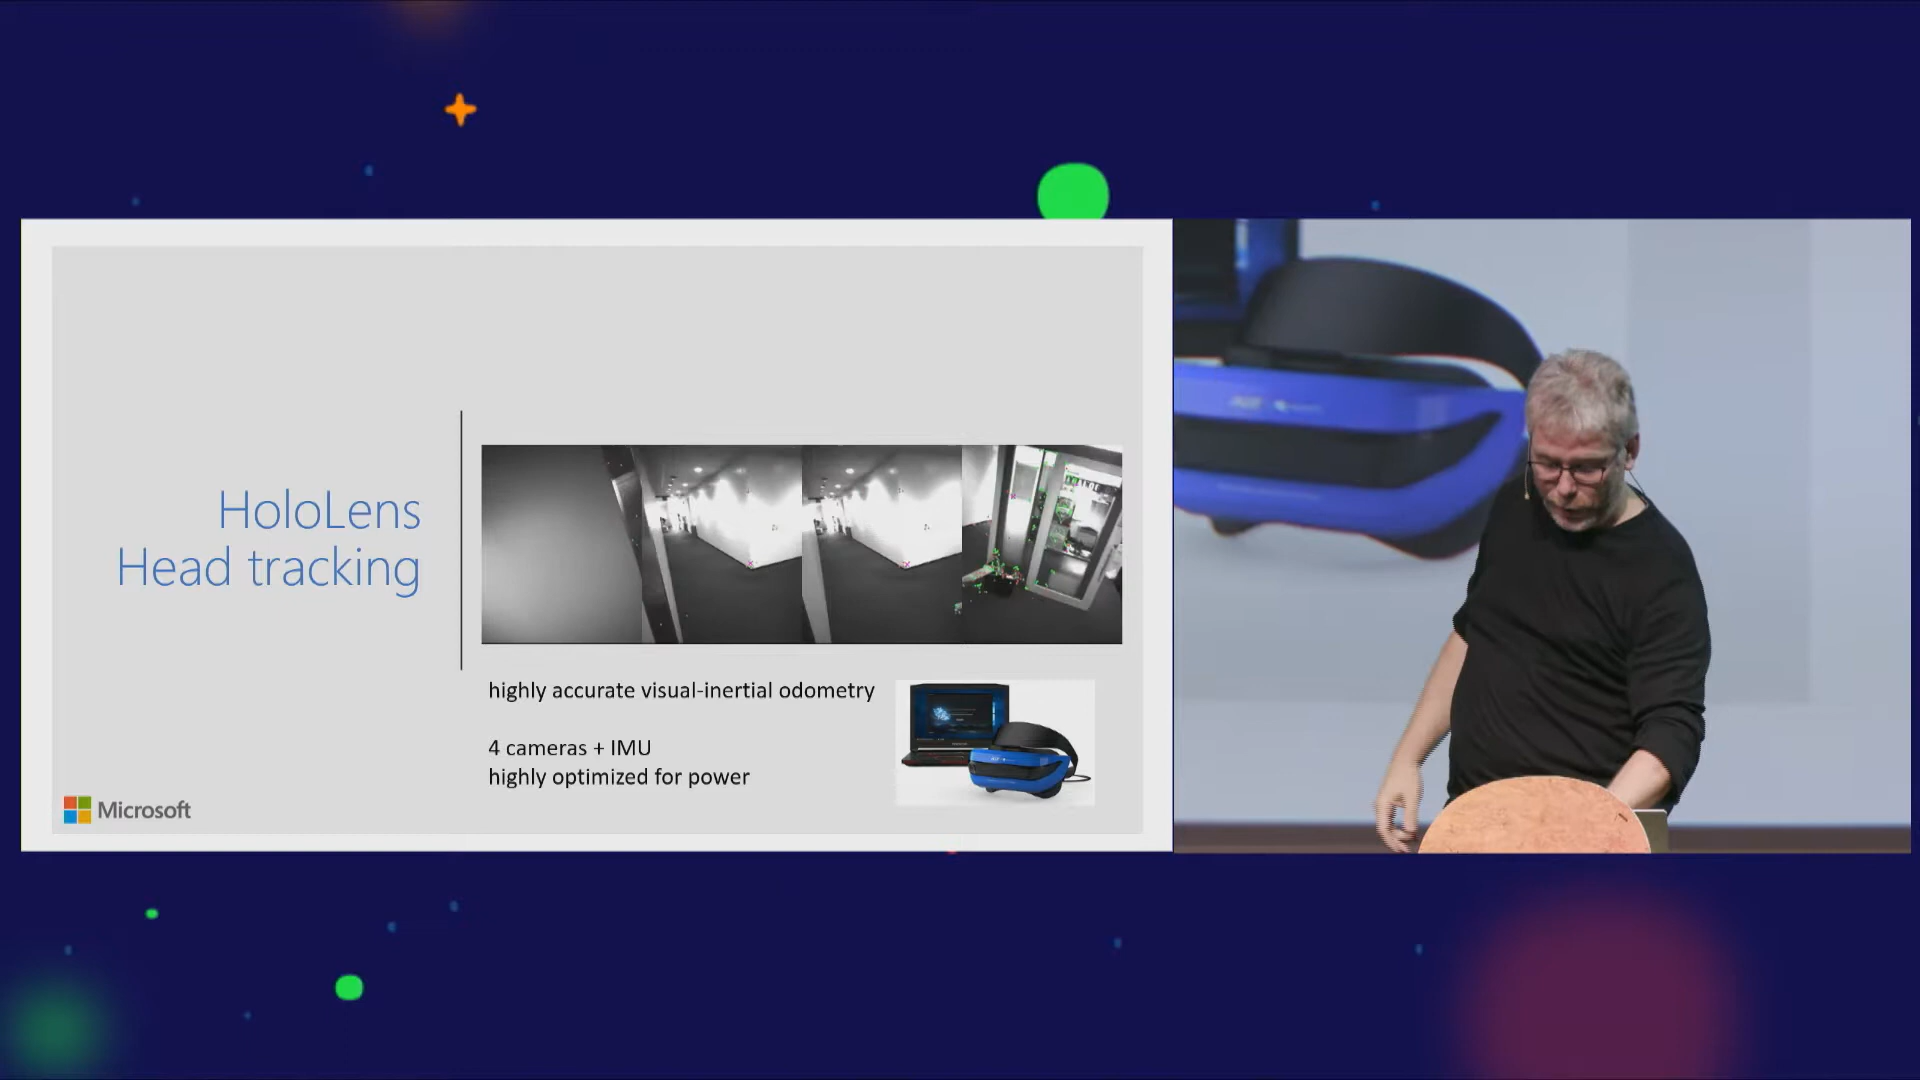 HoloLens
Head tracking
highly accurate visual-inertial odometry
4 cameras + IMU
highly optimized for power
Microsoft